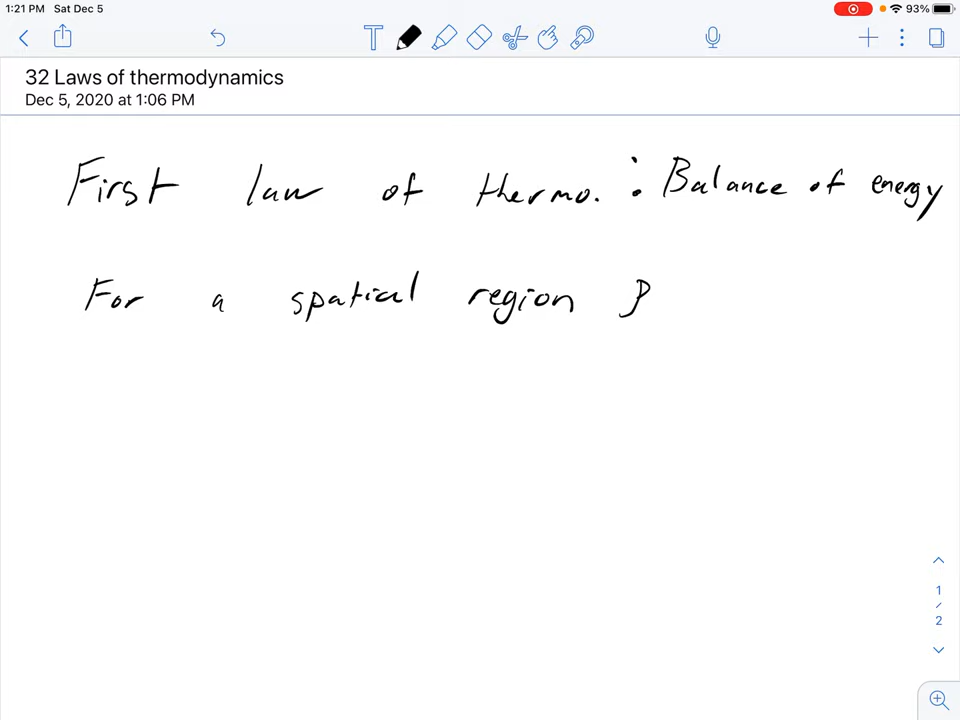 1:21 PM Sat Dec 5 93%
32 Laws of thermodynamics
Dec 5, 2020 at 1:06 PM
First law of thermo. : Balance of energy
For a spatial region P
1
/
2